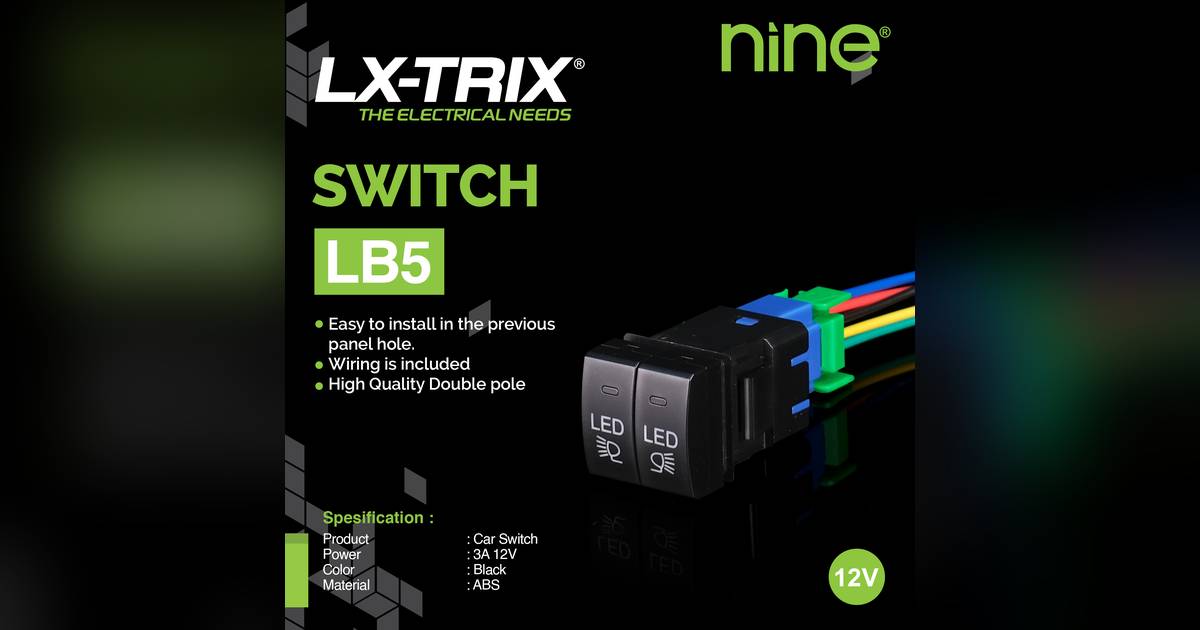 nine®
LX-TRIX®
THE ELECTRICAL NEEDS
SWITCH
LB5
Easy to install in the previous
panel hole.
Wiring is included
High Quality Double pole
LED
LED
Spesification :
Product : Car Switch
Power : 3A 12V
Color : Black
Material : ABS
12V